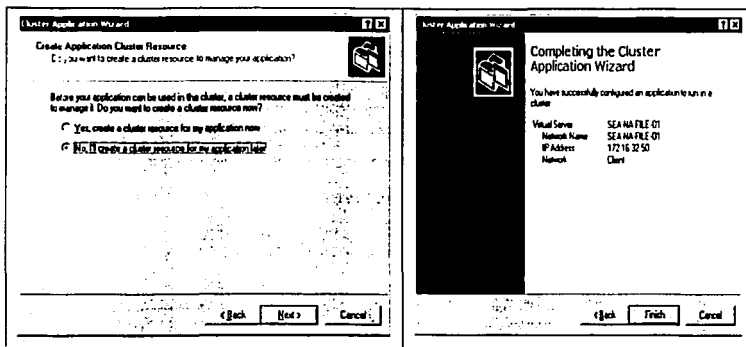 Cluster Application Wizard
Create Application Cluster Resource
Do you want to create a cluster resource to manage your application?
Before your application can be used in the cluster, a cluster resource must be created
to manage it. Do you want to create a cluster resource now?
Yes, create a cluster resource for my application now
No, I'll create a cluster resource for my application later
< Back
Next >
Cancel
Cluster Application Wizard
Completing the Cluster
Application Wizard
You have successfully configured an application to run in a
cluster
Virtual Server SEA-NA-FILE-01
Network Name SEA-NA-FILE-01
IP Address 172.16.32.50
Network Client
< Back
Finish
Cancel